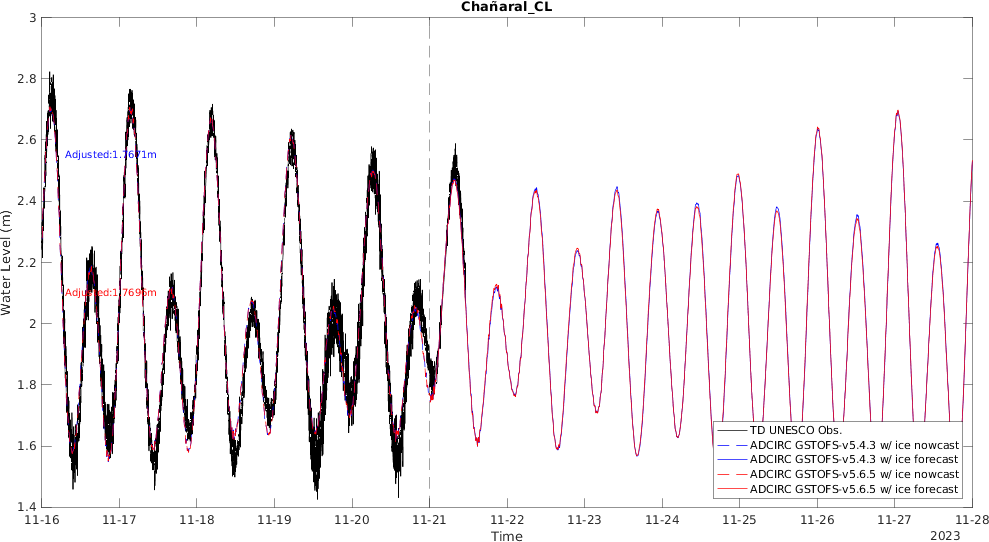 Chañaral_CL
3
2.8
2.6
2.4
2.2
2
1.8
1.6
1.4
Water Level (m)
Adjusted:1.7671m
Adjusted:1.7696m
TD UNESCO Obs.
ADCIRC GSTOFS-v5.4.3 w/ ice nowcast
ADCIRC GSTOFS-v5.4.3 w/ ice forecast
ADCIRC GSTOFS-v5.6.5 w/ ice nowcast
ADCIRC GSTOFS-v5.6.5 w/ ice forecast
11-16 11-17 11-18 11-19 11-20 11-21 11-22 11-23 11-24 11-25 11-26 11-27 11-28
Time
2023